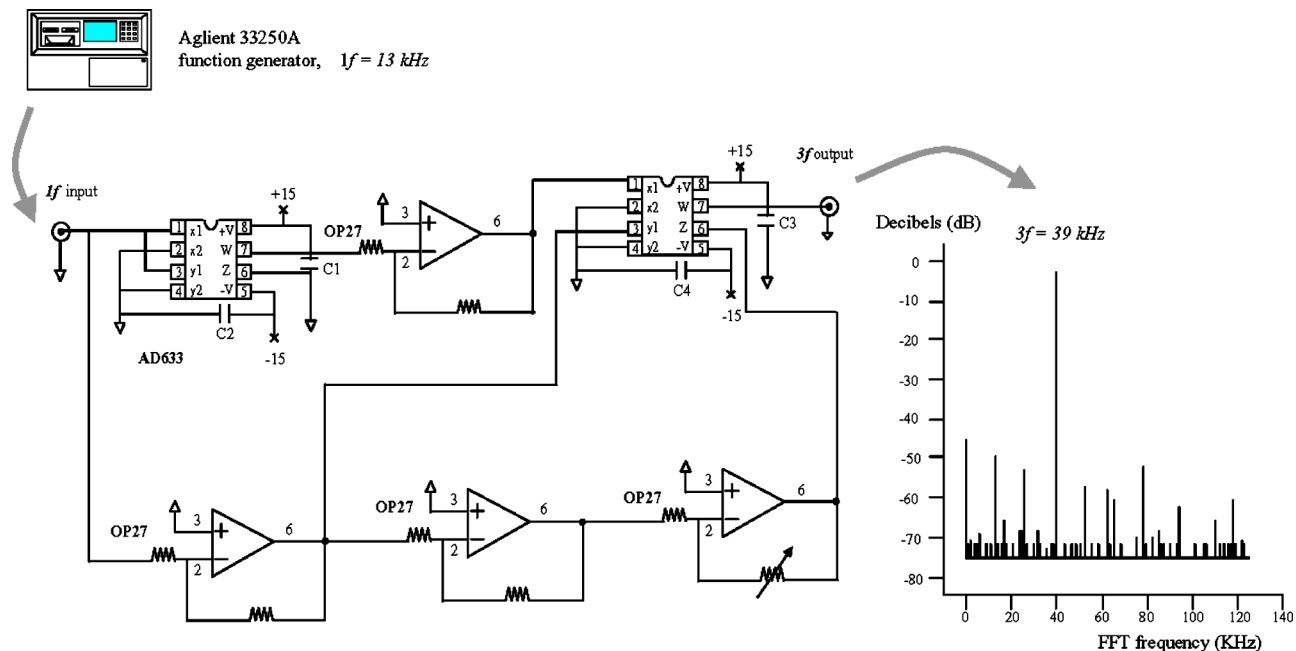 Aglient 33250A
function generator, 1f = 13 kHz
1f input
+15
1 x1 +V 8
2 x2 W 7
3 y1 Z 6
4 y2 -V 5
C1
C2
-15
AD633
OP27
3
2
6
+15
3f output
1 x1 +V 8
2 x2 W 7
3 y1 Z 6
4 y2 -V 5
C3
C4
-15
OP27
3
2
6
OP27
3
2
6
OP27
3
2
6
Decibels (dB)
3f = 39 kHz
0
-10
-20
-30
-40
-50
-60
-70
-80
0 20 40 60 80 100 120 140
FFT frequency (KHz)